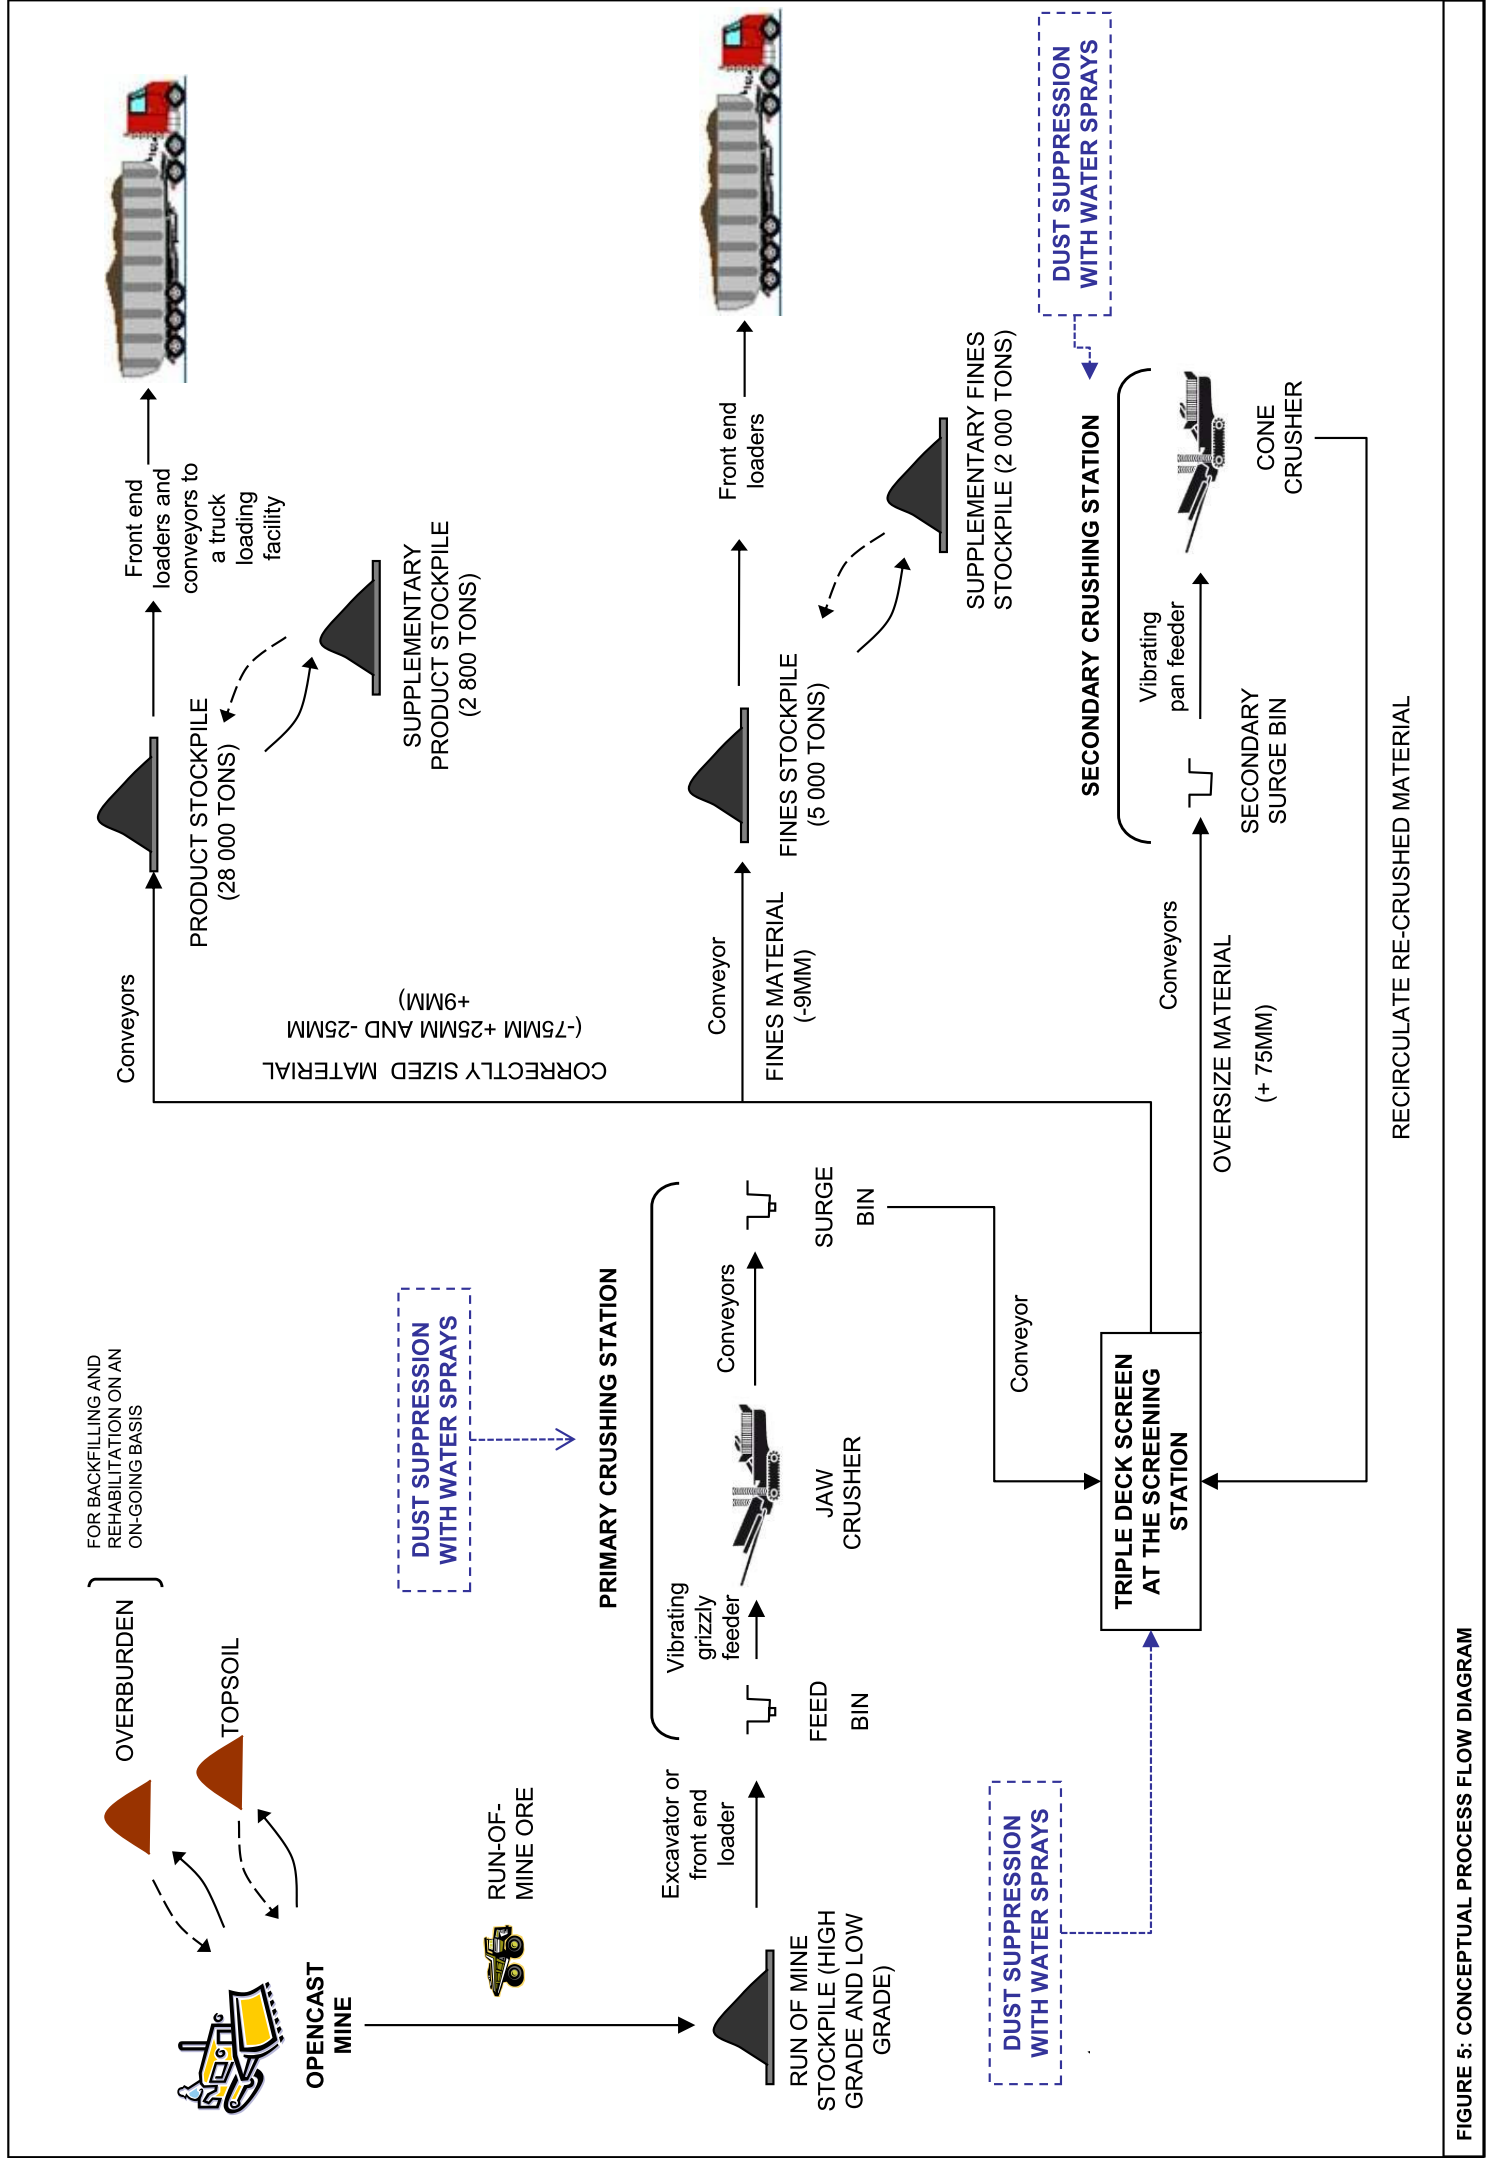 OVERBURDEN
FOR BACKFILLING AND
REHABILITATION ON AN
ON-GOING BASIS
TOPSOIL
OPENCAST
MINE
RUN-OF-
MINE ORE
RUN OF MINE
STOCKPILE (HIGH
GRADE AND LOW
GRADE)
Excavator or
front end
loader
DUST SUPPRESSION
WITH WATER SPRAYS
PRIMARY CRUSHING STATION
FEED
BIN
Vibrating
grizzly
feeder
JAW
CRUSHER
Conveyors
SURGE
BIN
Conveyor
DUST SUPPRESSION
WITH WATER SPRAYS
TRIPLE DECK SCREEN
AT THE SCREENING
STATION
Conveyors
CORRECTLY SIZED MATERIAL
(-75MM +25MM AND -25MM
+9MM)
PRODUCT STOCKPILE
(28 000 TONS)
SUPPLEMENTARY
PRODUCT STOCKPILE
(2 800 TONS)
Front end
loaders and
conveyors to
a truck
loading
facility
Conveyor
FINES MATERIAL
(-9MM)
FINES STOCKPILE
(5 000 TONS)
SUPPLEMENTARY FINES
STOCKPILE (2 000 TONS)
Front end
loaders
DUST SUPPRESSION
WITH WATER SPRAYS
SECONDARY CRUSHING STATION
Conveyors
OVERSIZE MATERIAL
(+ 75MM)
SECONDARY
SURGE BIN
Vibrating
pan feeder
CONE
CRUSHER
RECIRCULATE RE-CRUSHED MATERIAL
FIGURE 5: CONCEPTUAL PROCESS FLOW DIAGRAM